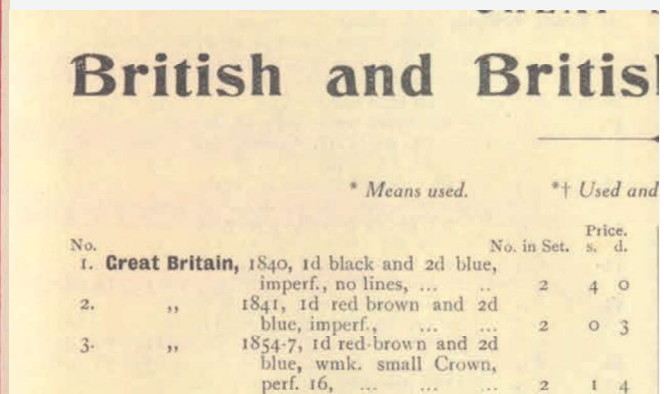 British and British
* Means used. *† Used and
Price.
No. No. in Set. s. d.
1. Great Britain, 1840, 1d black and 2d blue,
imperf., no lines, ... .. 2 4 0
2. ,, 1841, 1d red brown and 2d
blue, imperf., ... ... 2 0 3
3. ,, 1854-7, 1d red-brown and 2d
blue, wmk. small Crown,
perf. 16, ... ... ... 2 1 4